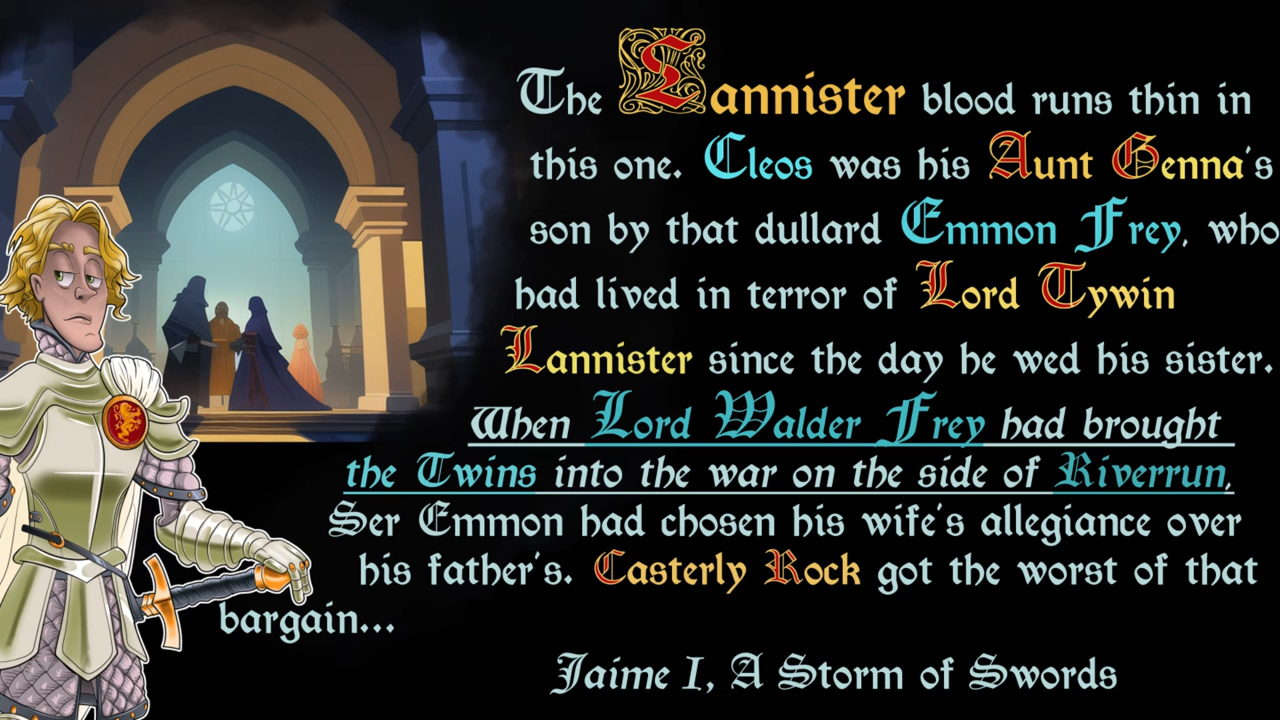 The Lannister blood runs thin in
this one. Cleos was his Aunt Genna's
son by that dullard Emmon Frey, who
had lived in terror of Lord Tywin
Lannister since the day he wed his sister.
When Lord Walder Frey had brought
the Twins into the war on the side of Riverrun,
Ser Emmon had chosen his wife's allegiance over
his father's. Casterly Rock got the worst of that
bargain...
Jaime I, A Storm of Swords